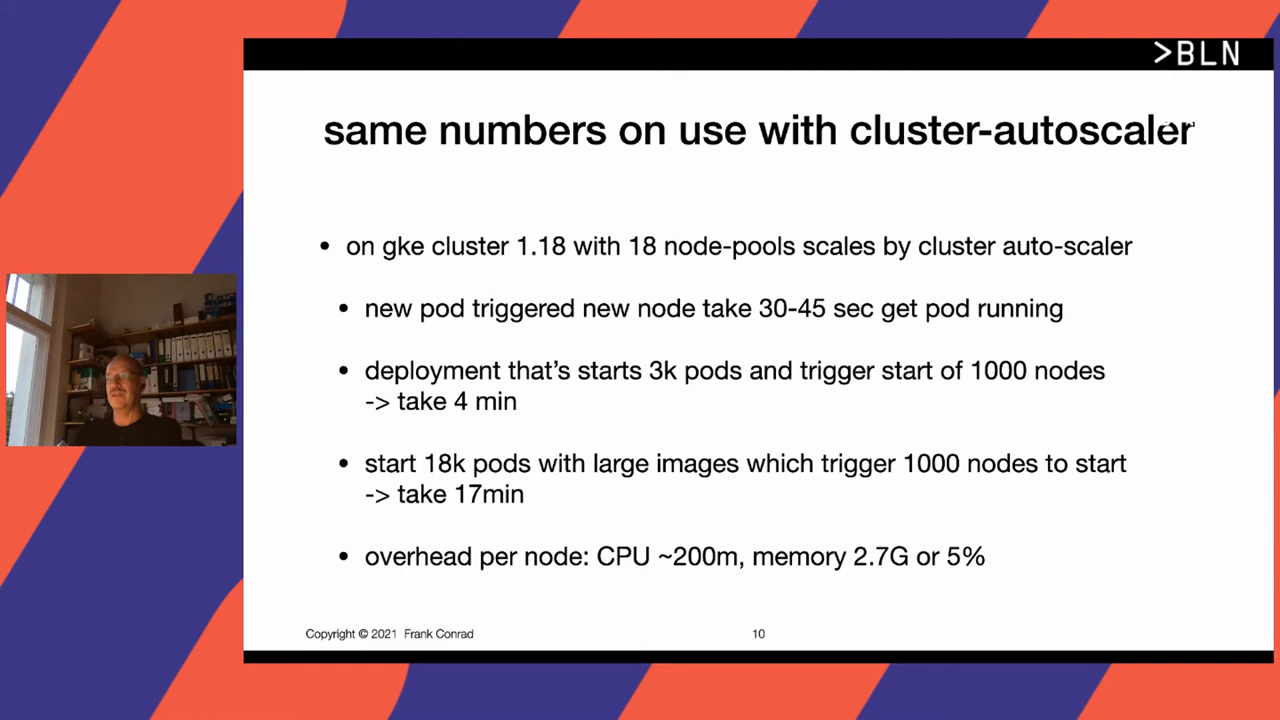 >BLN
same numbers on use with cluster-autoscaler
• on gke cluster 1.18 with 18 node-pools scales by cluster auto-scaler
• new pod triggered new node take 30-45 sec get pod running
• deployment that's starts 3k pods and trigger start of 1000 nodes
-> take 4 min
• start 18k pods with large images which trigger 1000 nodes to start
-> take 17min
• overhead per node: CPU ~200m, memory 2.7G or 5%
Copyright © 2021 Frank Conrad
10